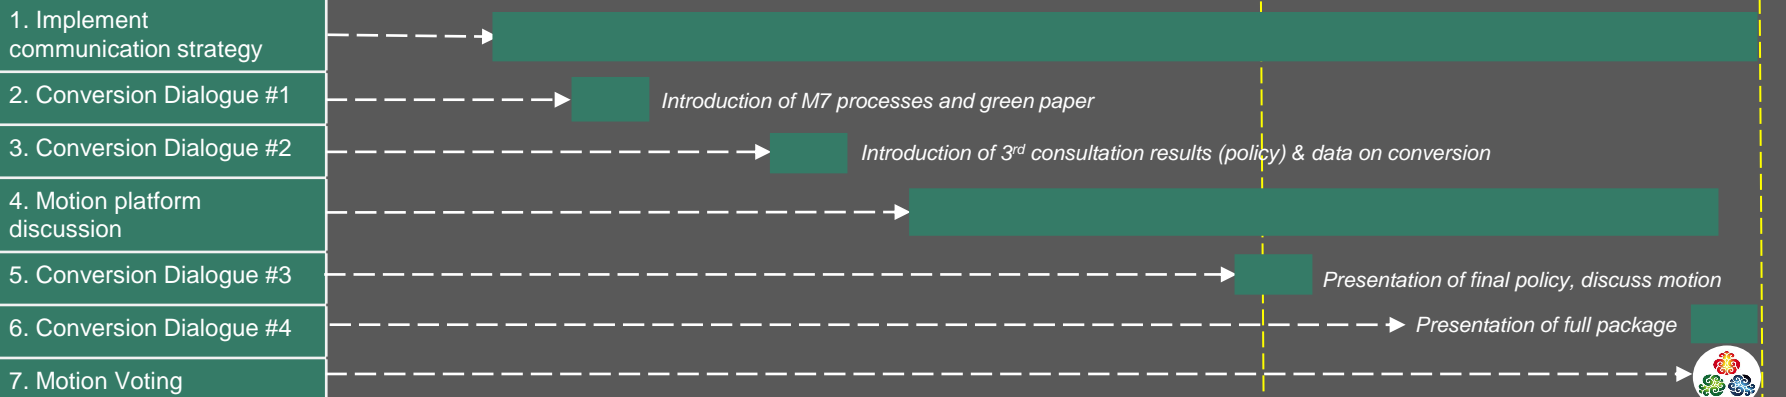 1. Implement
communication strategy
2. Conversion Dialogue #1
Introduction of M7 processes and green paper
3. Conversion Dialogue #2
Introduction of 3rd consultation results (policy) & data on conversion
4. Motion platform
discussion
5. Conversion Dialogue #3
Presentation of final policy, discuss motion
6. Conversion Dialogue #4
Presentation of full package
7. Motion Voting